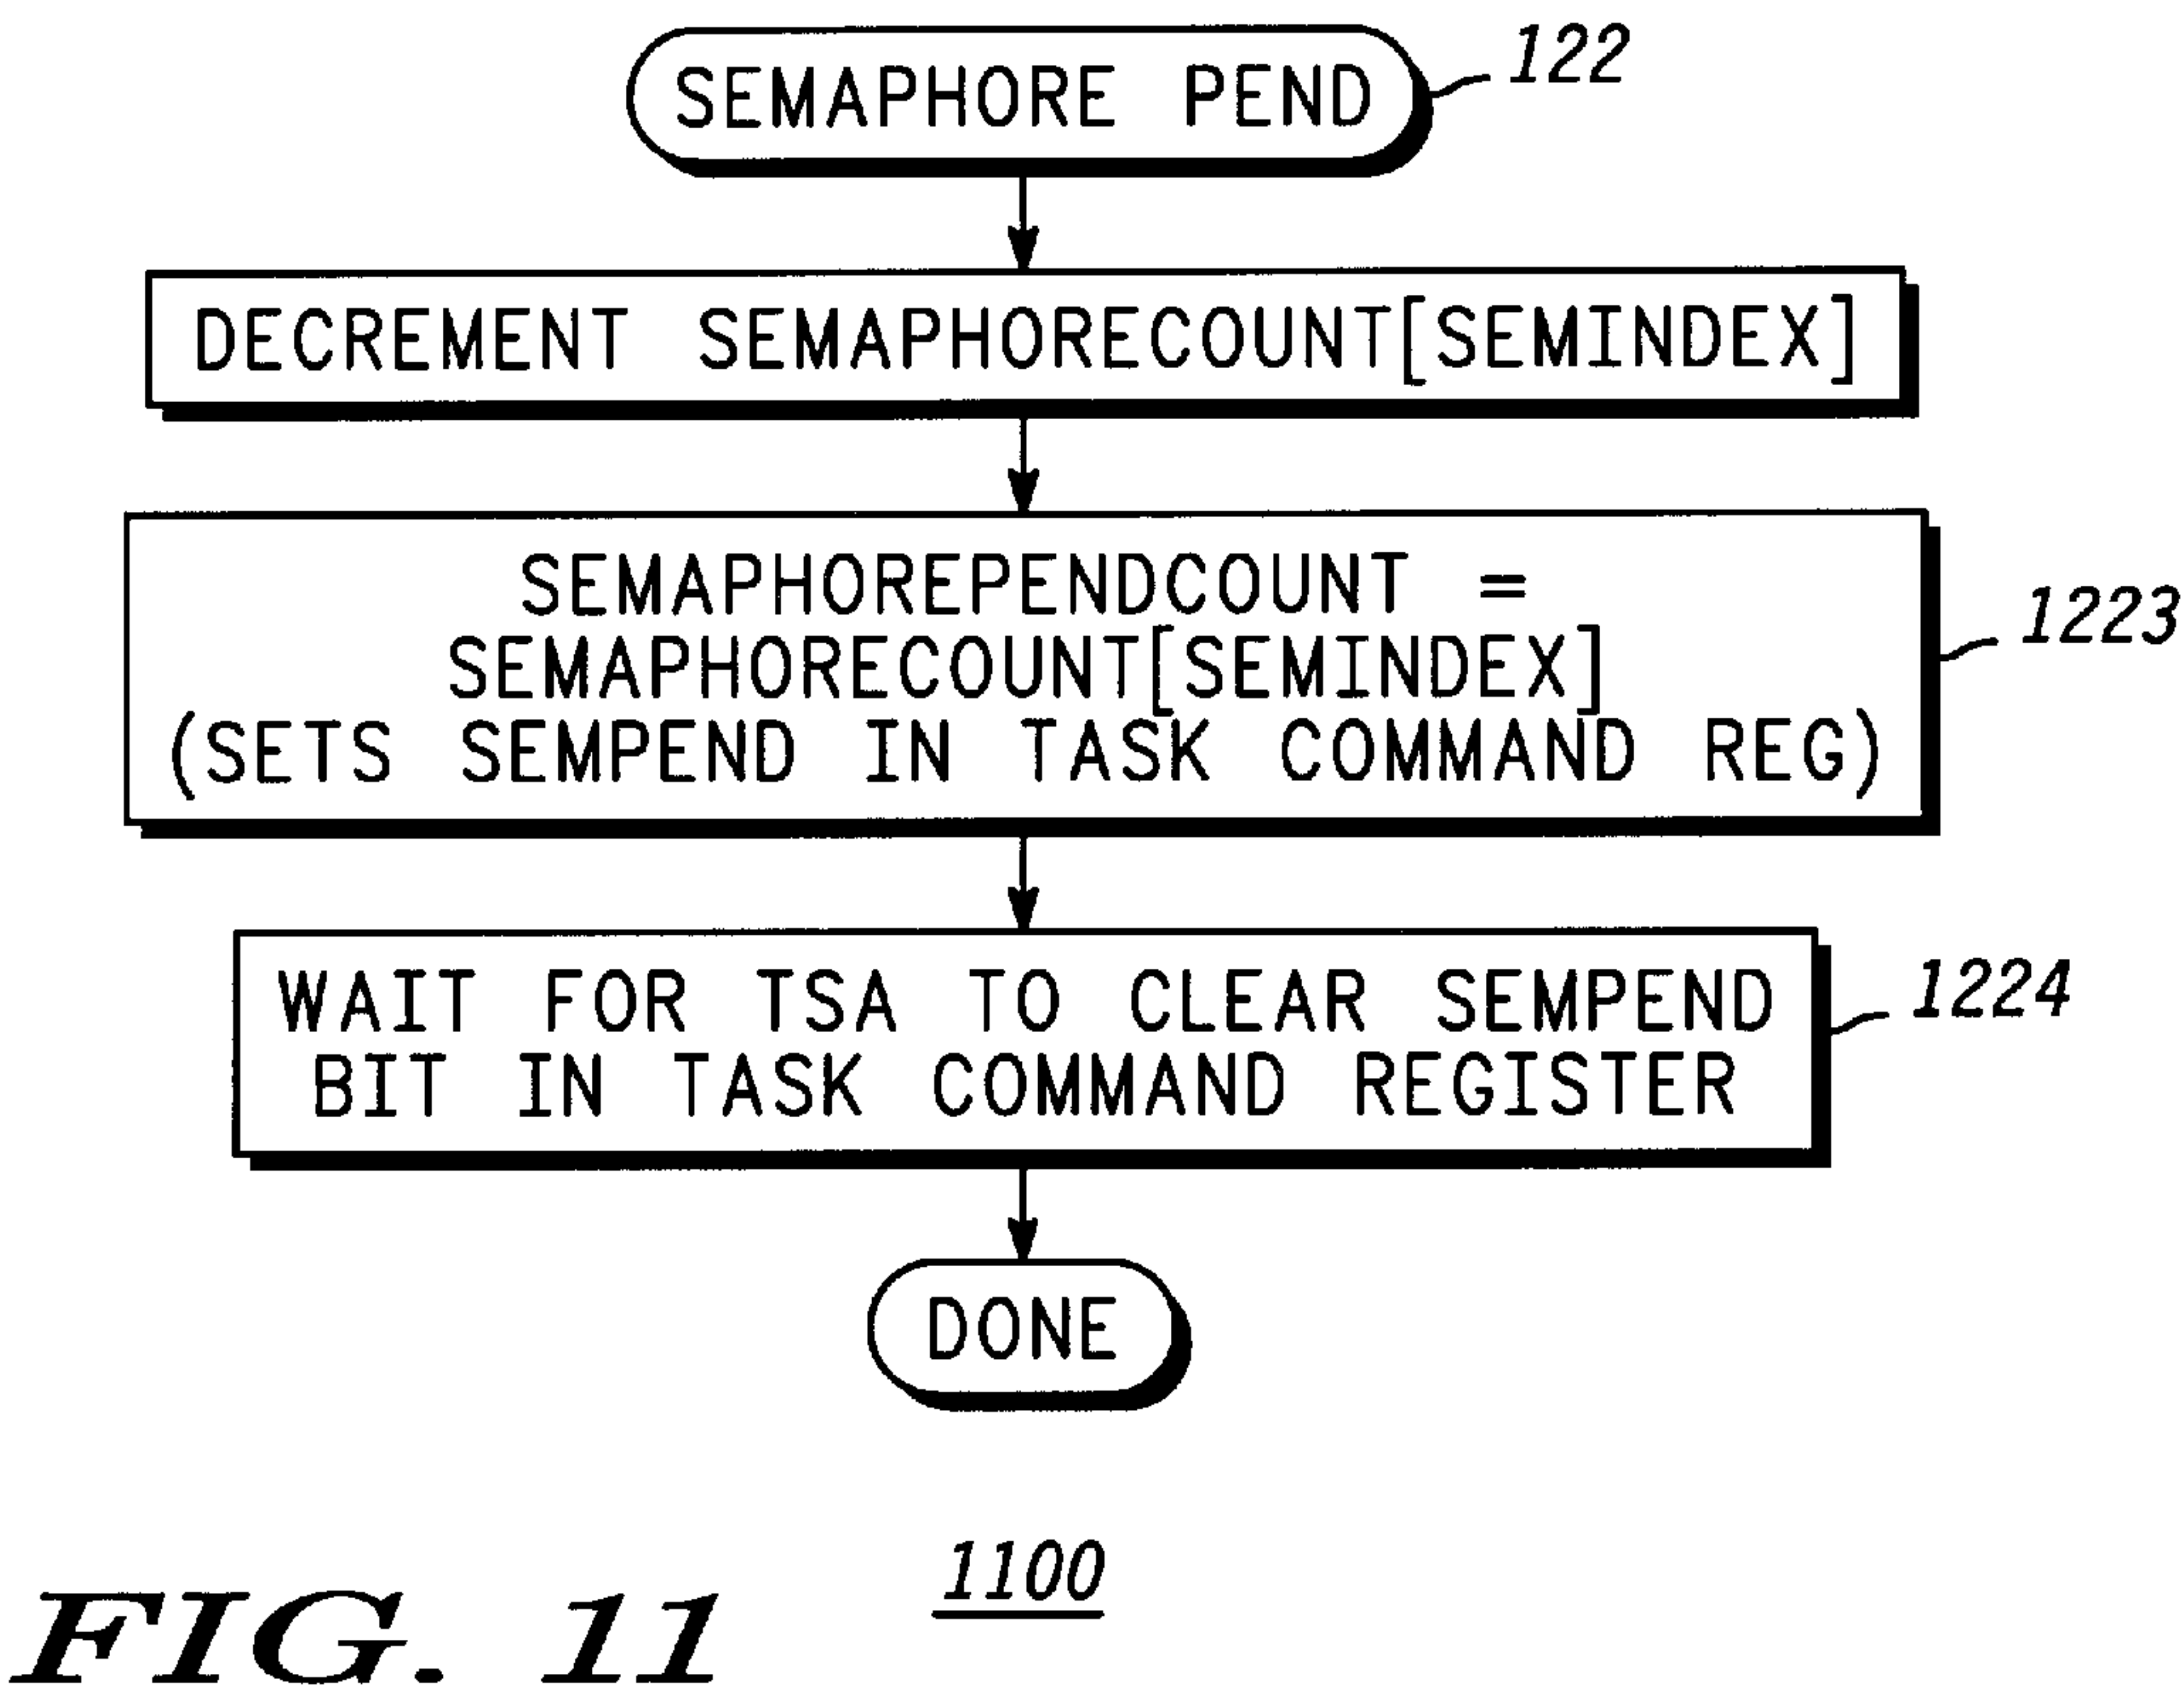 SEMAPHORE PEND
122
DECREMENT SEMAPHORECOUNT[SEMINDEX]
SEMAPHOREPENDCOUNT =
SEMAPHORECOUNT[SEMINDEX]
(SETS SEMPEND IN TASK COMMAND REG)
1223
WAIT FOR TSA TO CLEAR SEMPEND
BIT IN TASK COMMAND REGISTER
1224
DONE
1100
FIG. 11